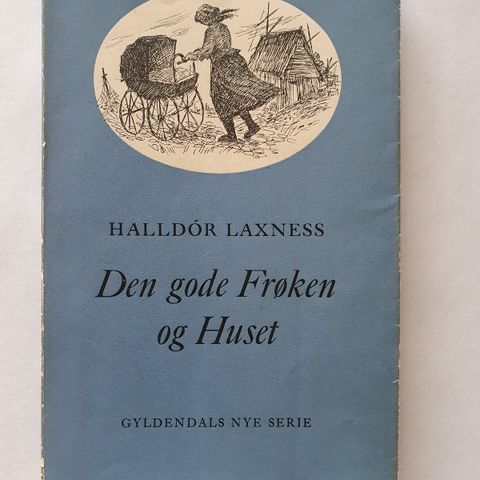 HALLDÓR LAXNESS
Den gode Frøken
og Huset
GYLDENDALS NYE SERIE